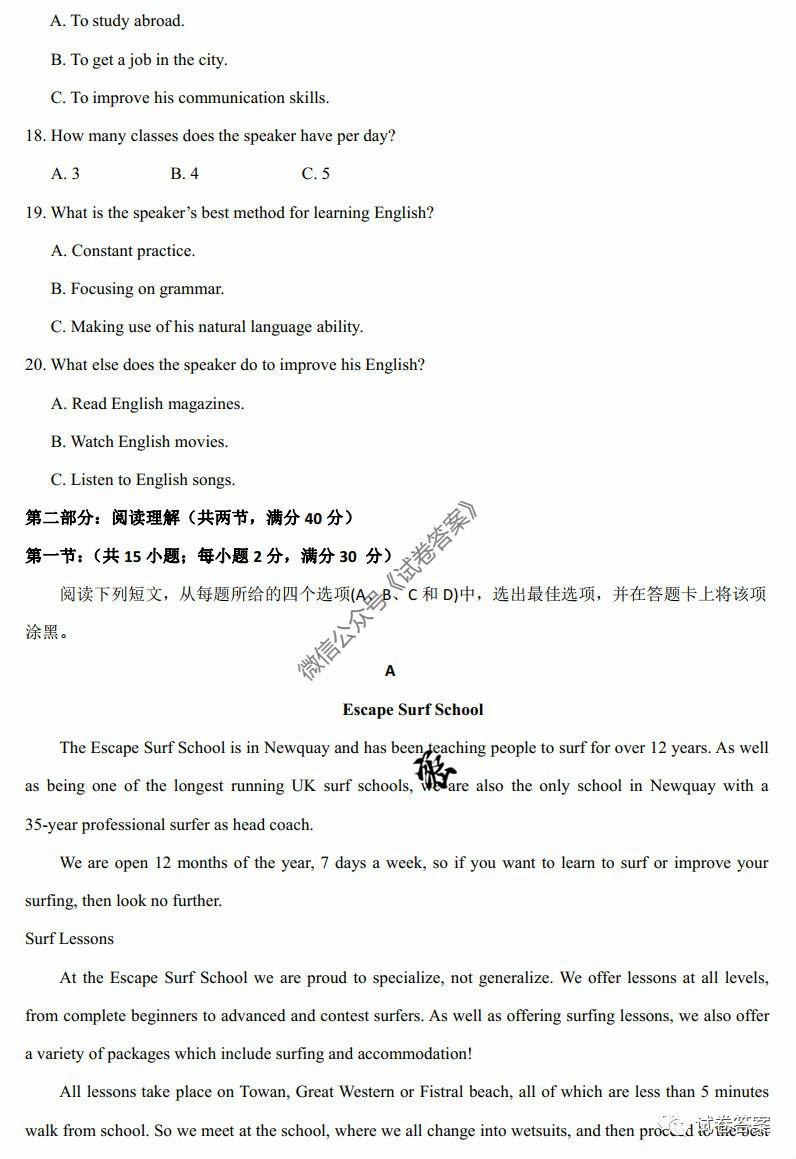 A. To study abroad.
B. To get a job in the city.
C. To improve his communication skills.
18. How many classes does the speaker have per day?
A. 3 B. 4 C. 5
19. What is the speaker's best method for learning English?
A. Constant practice.
B. Focusing on grammar.
C. Making use of his natural language ability.
20. What else does the speaker do to improve his English?
A. Read English magazines.
B. Watch English movies.
C. Listen to English songs.
第二部分：阅读理解（共两节，满分 40 分）
第一节：（共 15 小题；每小题 2 分，满分 30 分）
阅读下列短文，从每题所给的四个选项(A、B、C 和 D)中，选出最佳选项，并在答题卡上将该项
涂黑。
微信公众号《试卷答案》
A
Escape Surf School
The Escape Surf School is in Newquay and has been teaching people to surf for over 12 years. As well
as being one of the longest running UK surf schools, we are also the only school in Newquay with a
35-year professional surfer as head coach.
We are open 12 months of the year, 7 days a week, so if you want to learn to surf or improve your
surfing, then look no further.
Surf Lessons
At the Escape Surf School we are proud to specialize, not generalize. We offer lessons at all levels,
from complete beginners to advanced and contest surfers. As well as offering surfing lessons, we also offer
a variety of packages which include surfing and accommodation!
All lessons take place on Towan, Great Western or Fistral beach, all of which are less than 5 minutes
walk from school. So we meet at the school, where we all change into wetsuits, and then proceed to the best
试卷答案